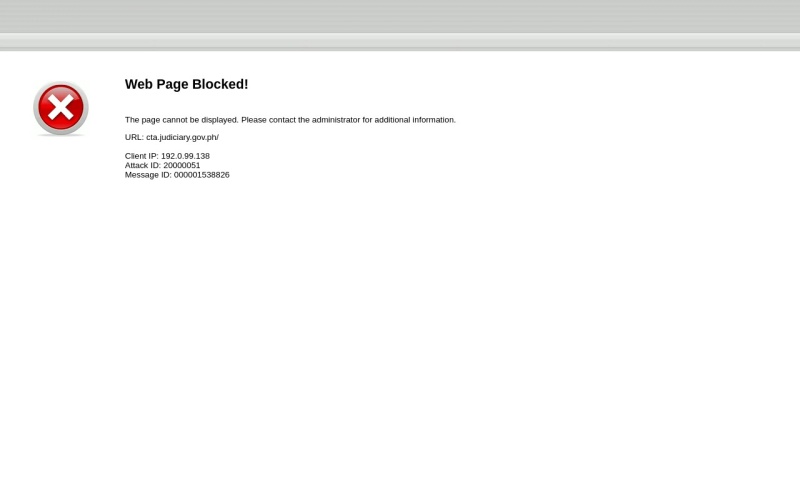 Web Page Blocked!
The page cannot be displayed. Please contact the administrator for additional information.
URL: cta.judiciary.gov.ph/
Client IP: 192.0.99.138
Attack ID: 20000051
Message ID: 000001538826